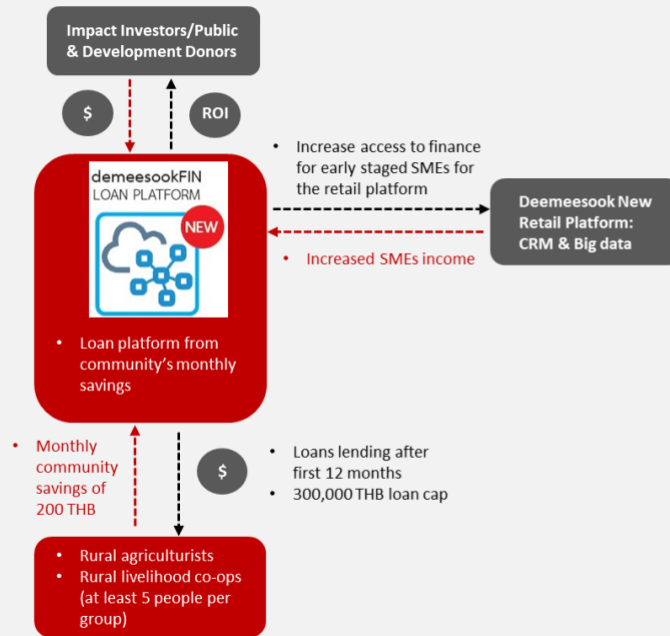 Impact Investors/Public
& Development Donors
$
ROI
• Increase access to finance
for early staged SMEs for
the retail platform
demeesookFIN
LOAN PLATFORM
NEW
Deemeesook New
Retail Platform:
CRM & Big data
• Increased SMEs income
• Loan platform from
community's monthly
savings
• Monthly
community
savings of
200 THB
$
• Loans lending after
first 12 months
• 300,000 THB loan cap
• Rural agriculturists
• Rural livelihood co-ops
(at least 5 people per
group)